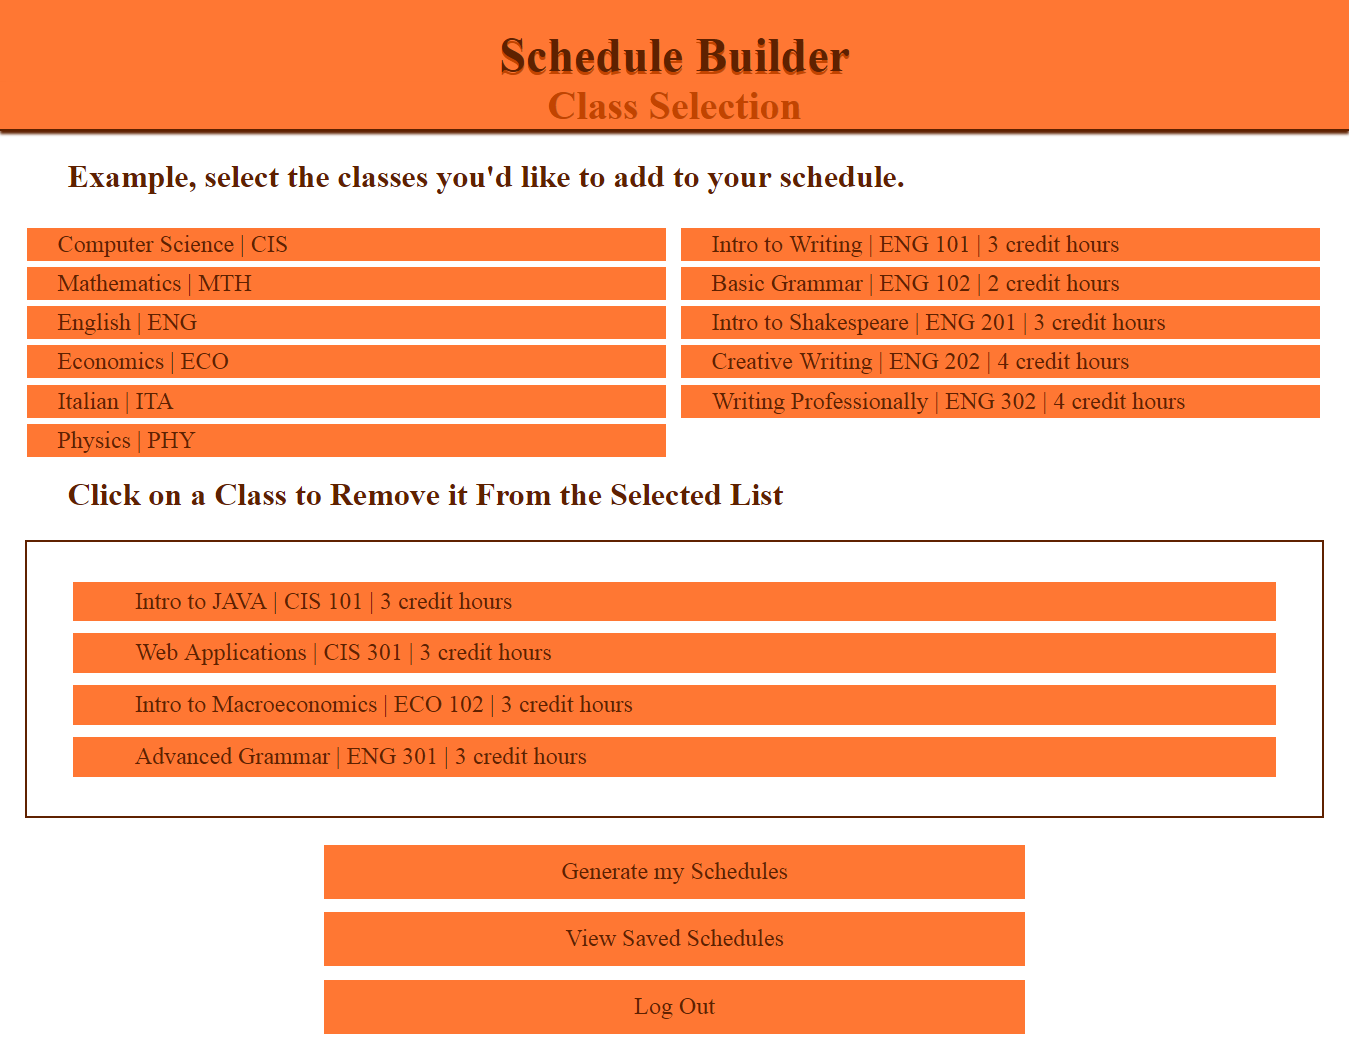 Schedule Builder
Class Selection
Example, select the classes you'd like to add to your schedule.
Computer Science | CIS
Mathematics | MTH
English | ENG
Economics | ECO
Italian | ITA
Physics | PHY
Intro to Writing | ENG 101 | 3 credit hours
Basic Grammar | ENG 102 | 2 credit hours
Intro to Shakespeare | ENG 201 | 3 credit hours
Creative Writing | ENG 202 | 4 credit hours
Writing Professionally | ENG 302 | 4 credit hours
Click on a Class to Remove it From the Selected List
Intro to JAVA | CIS 101 | 3 credit hours
Web Applications | CIS 301 | 3 credit hours
Intro to Macroeconomics | ECO 102 | 3 credit hours
Advanced Grammar | ENG 301 | 3 credit hours
Generate my Schedules
View Saved Schedules
Log Out